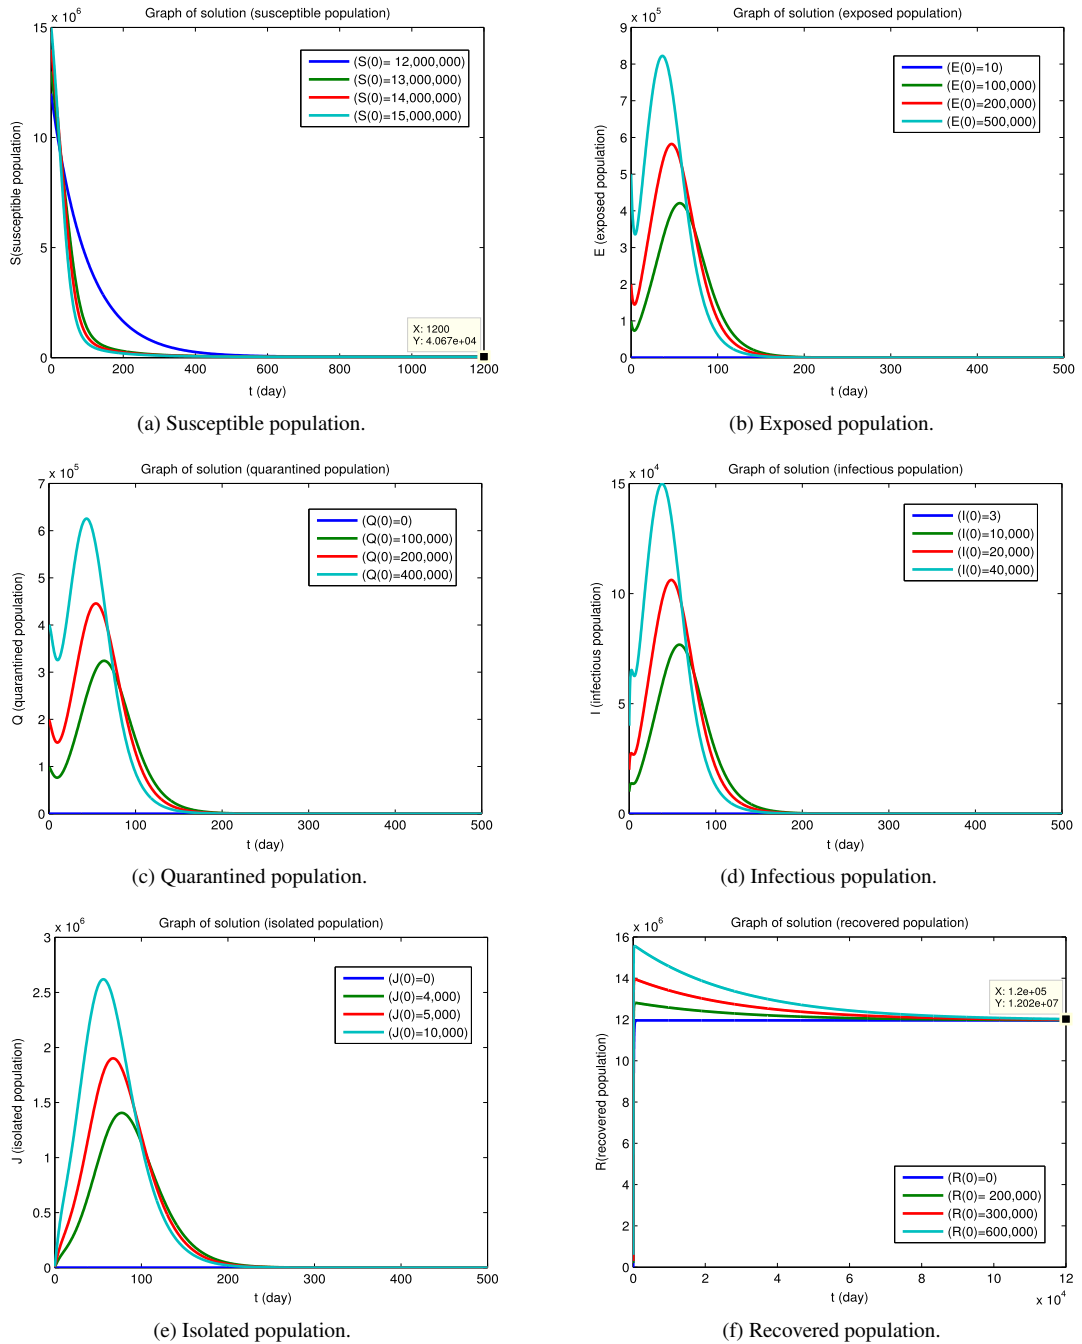 Graph of solution (susceptible population)
x 10^6
15
10
5
0
0 200 400 600 800 1000 1200
S(susceptible population)
t (day)
(S(0)= 12,000,000)
(S(0)=13,000,000)
(S(0)=14,000,000)
(S(0)=15,000,000)
X: 1200
Y: 4.067e+04
(a) Susceptible population.
Graph of solution (exposed population)
x 10^5
9
8
7
6
5
4
3
2
1
0
0 100 200 300 400 500
E (exposed population)
t (day)
(E(0)=10)
(E(0)=100,000)
(E(0)=200,000)
(E(0)=500,000)
(b) Exposed population.
Graph of solution (quarantined population)
x 10^5
7
6
5
4
3
2
1
0
0 100 200 300 400 500
Q (quarantined population)
t (day)
(Q(0)=0)
(Q(0)=100,000)
(Q(0)=200,000)
(Q(0)=400,000)
(c) Quarantined population.
Graph of solution (infectious population)
x 10^4
15
10
5
0
0 100 200 300 400 500
I (infectious population)
t (day)
(I(0)=3)
(I(0)=10,000)
(I(0)=20,000)
(I(0)=40,000)
(d) Infectious population.
Graph of solution (isolated population)
x 10^6
3
2.5
2
1.5
1
0.5
0
0 100 200 300 400 500
J (isolated population)
t (day)
(J(0)=0)
(J(0)=4,000)
(J(0)=5,000)
(J(0)=10,000)
(e) Isolated population.
Graph of solution (recovered population)
x 10^6
16
14
12
10
8
6
4
2
0
0 2 4 6 8 10 12
x 10^4
R(recovered population)
t (day)
X: 1.2e+05
Y: 1.202e+07
(R(0)=0)
(R(0)= 200,000)
(R(0)=300,000)
(R(0)=600,000)
(f) Recovered population.